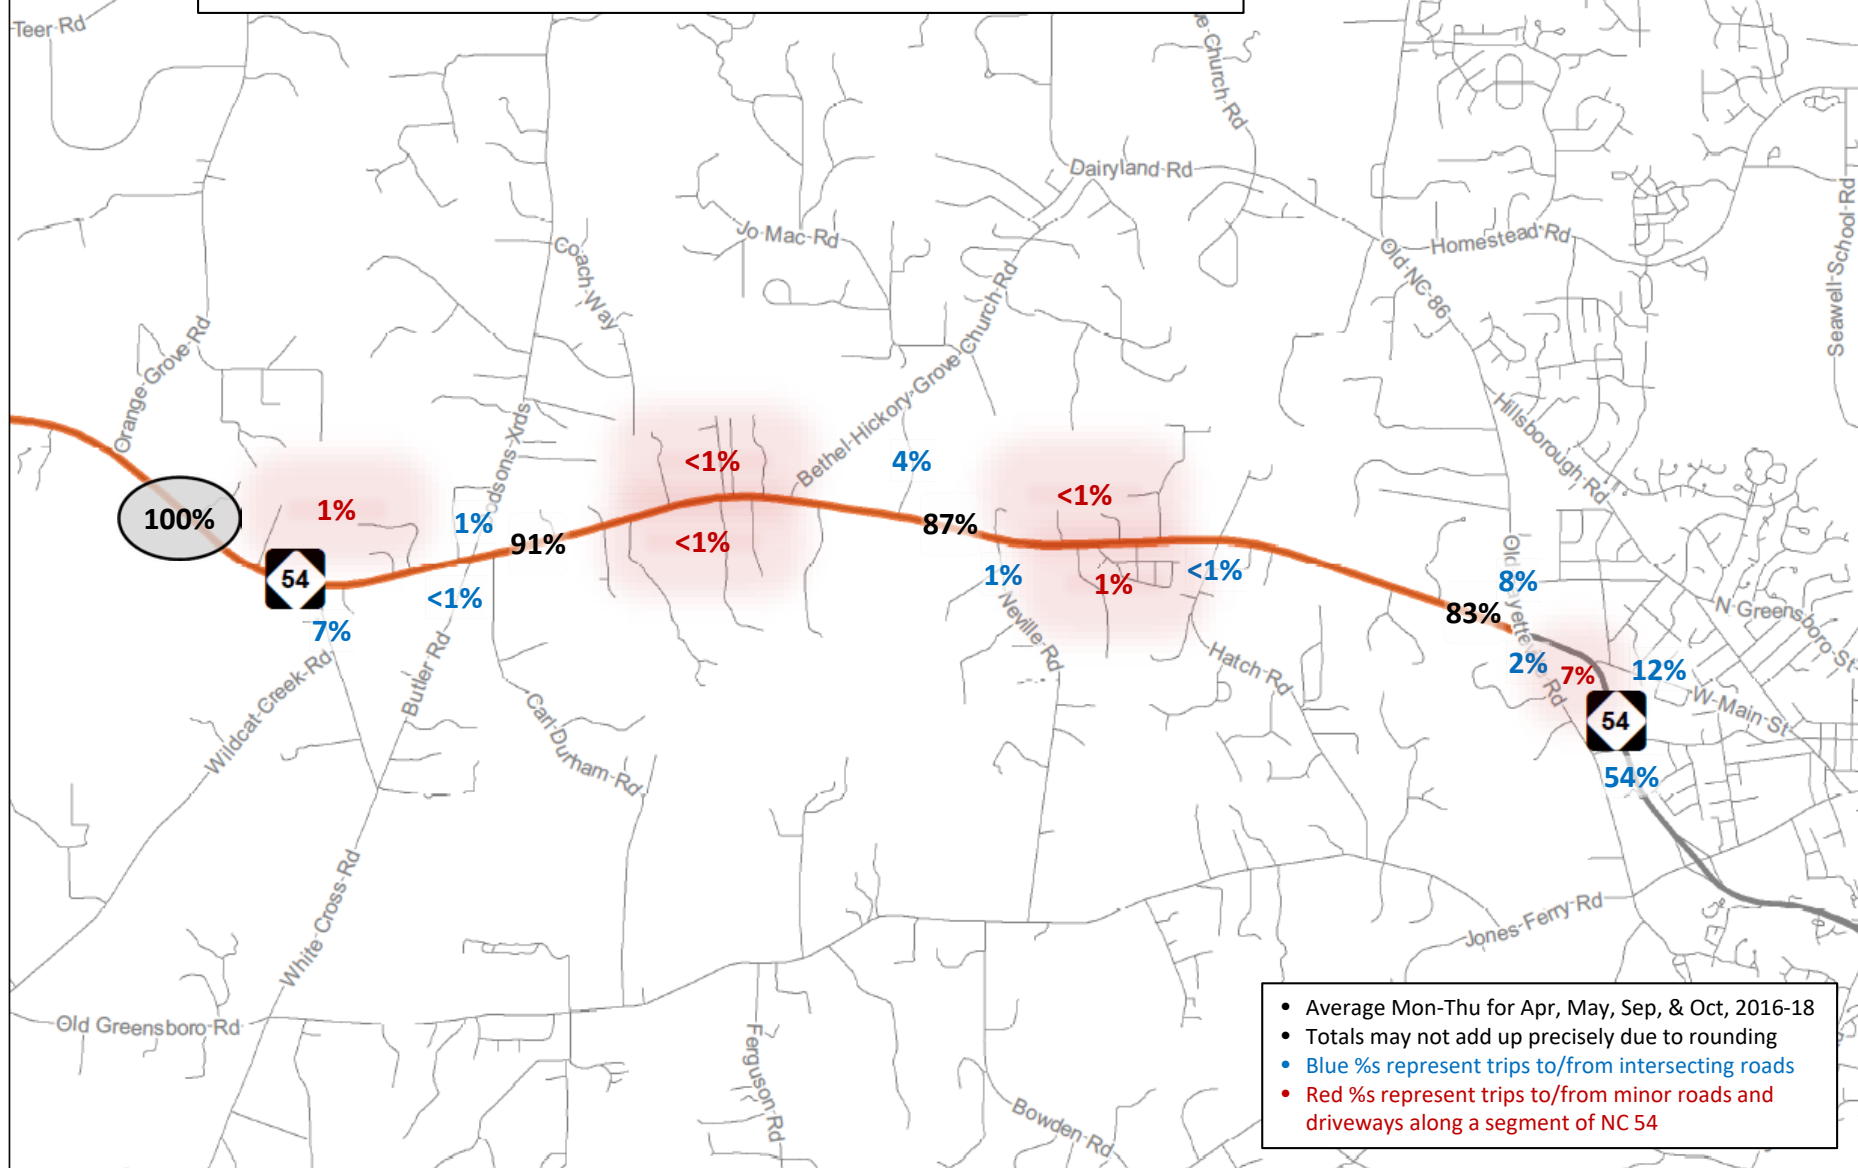 Teer Rd
e Church Rd
Dairyland Rd
Jo Mac Rd
Homestead Rd
Seawell School Rd
Coach Way
Old NC 86
Orange Grove Rd
Bethel Hickory Grove Church Rd
Hillsborough Rd
odsons Xrds
<1%
4%
<1%
100%
1%
1%
91%
<1%
87%
54
<1%
7%
1%
1%
<1%
8%
83%
Old
ayette
e Rd
N Greensboro St
2%
7%
12%
54
W Main St
54%
Neville Rd
Hatch Rd
Butler Rd
Wildcat Creek Rd
Carl Durham Rd
White Cross Rd
Jones Ferry Rd
Old Greensboro Rd
Ferguson Rd
Bowden Rd
• Average Mon-Thu for Apr, May, Sep, & Oct, 2016-18
• Totals may not add up precisely due to rounding
• Blue %s represent trips to/from intersecting roads
• Red %s represent trips to/from minor roads and
driveways along a segment of NC 54